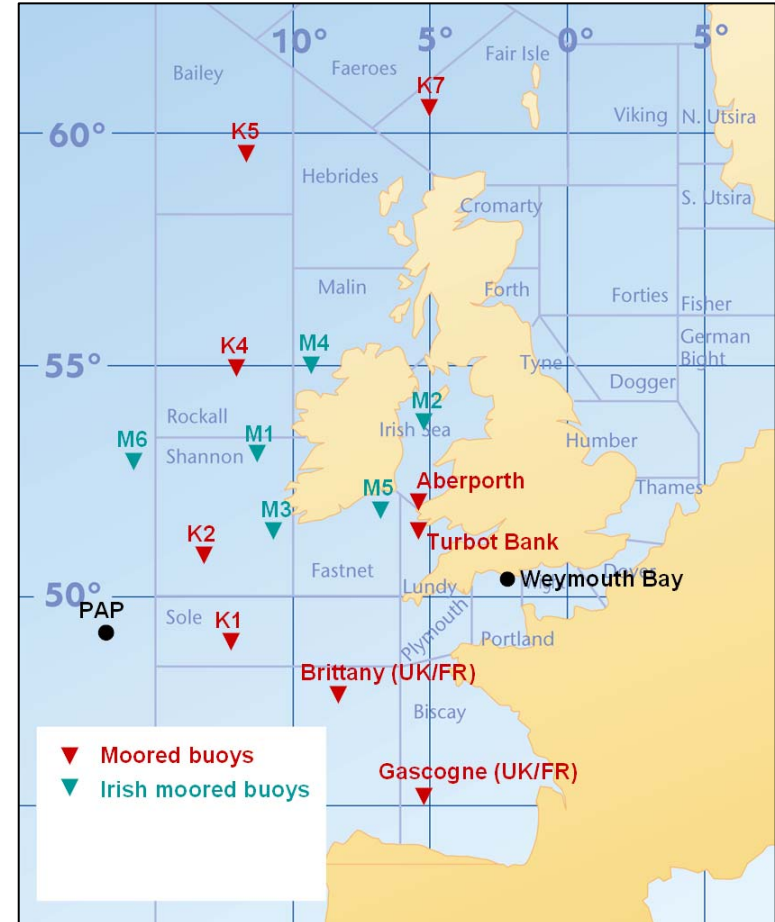 10° 5° 0° 5°
Fair Isle
Faeroes
Bailey
K7
Viking N. Utsira
K5
60°
Hebrides
S. Utsira
Cromarty
Malin
Forth
Forties Fisher
German
Bight
K4
M4
55°
Tyne
Dogger
M2
Rockall
Irish Sea
M6
M1
Humber
Shannon
Aberporth
Thames
M5
M3
K2
Turbot Bank
Fastnet
Dover
Lundy
Wight
Weymouth Bay
50°
PAP
Sole
K1
Plymouth
Portland
Brittany (UK/FR)
Biscay
Moored buoys
Gascogne (UK/FR)
Irish moored buoys